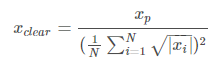 x_{clear} = \frac{x_p}{(\frac{1}{N} \sum_{i=1}^{N} \sqrt{|x_i|})^2}